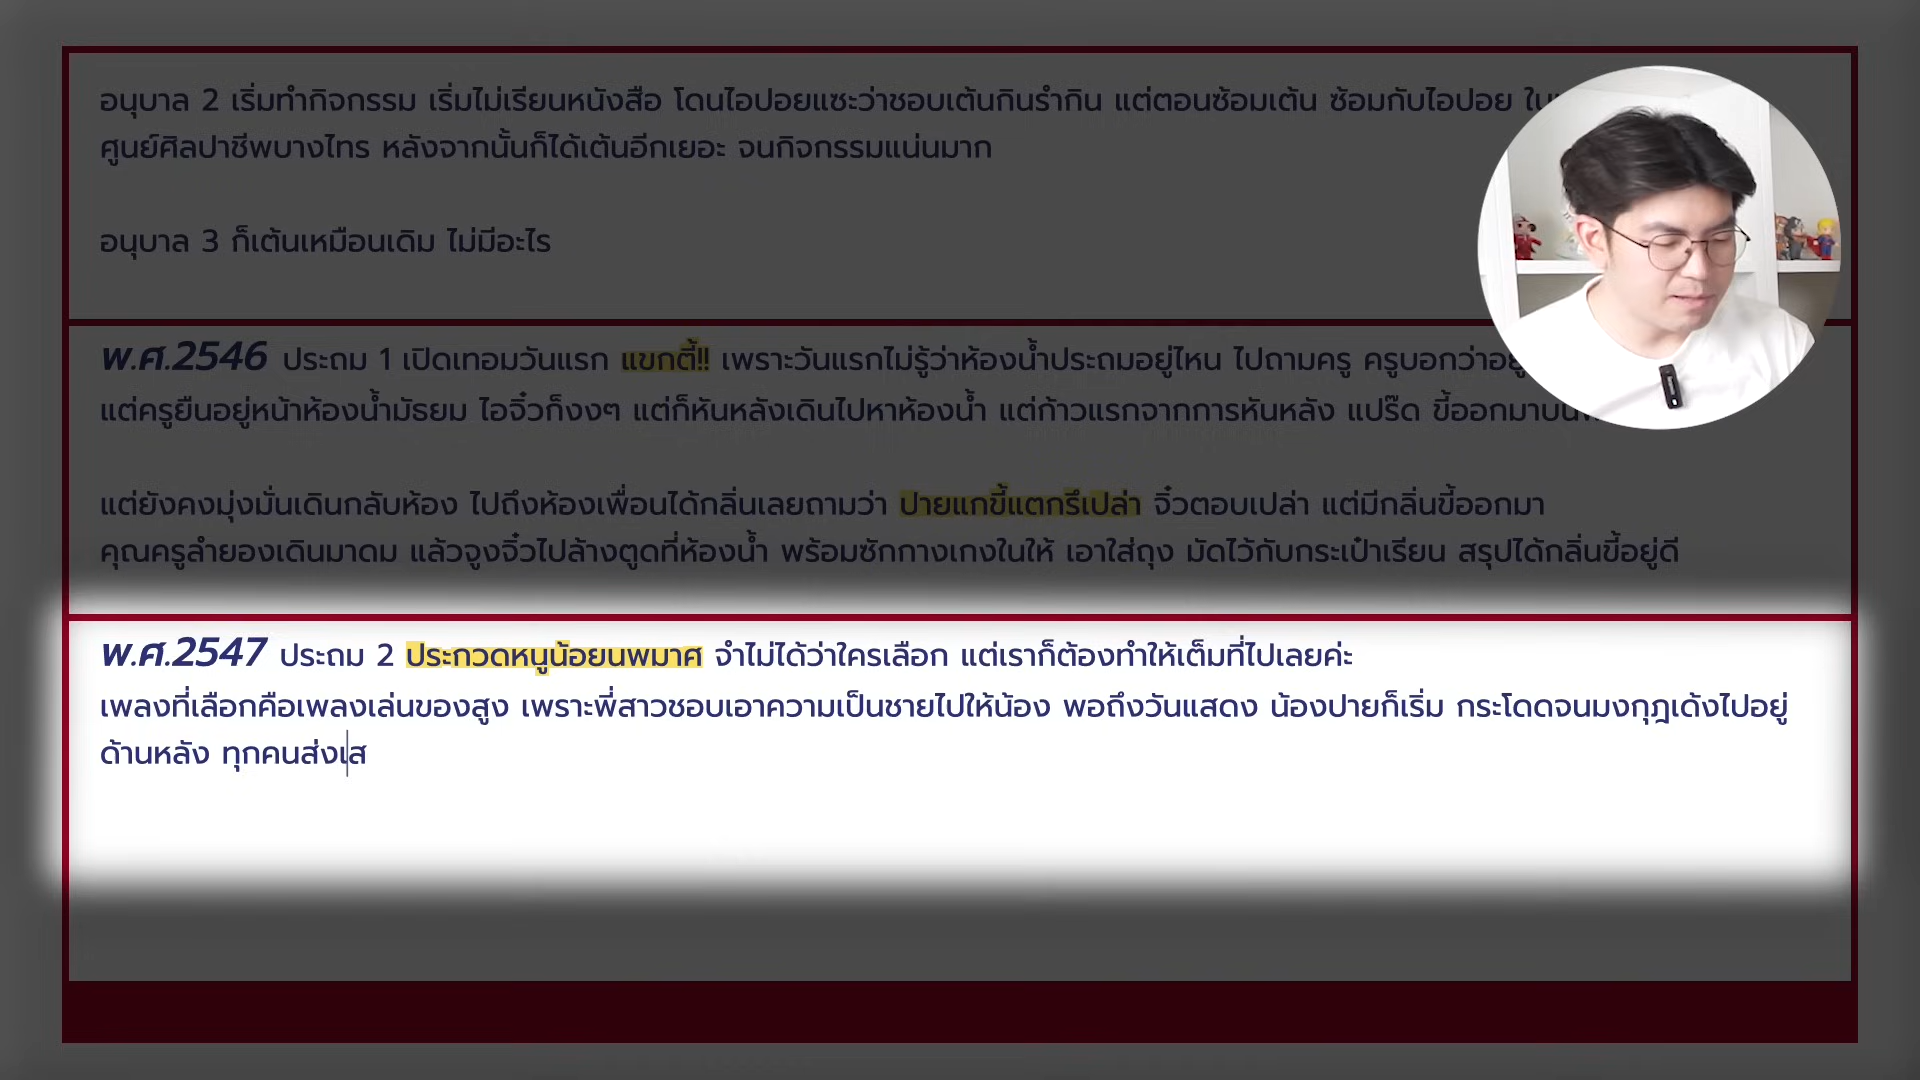 อนุบาล 2 เริ่มทำกิจกรรม เริ่มไม่เรียนหนังสือ โดนไอปอยแซะว่าชอบเต้นกินรำกิน แต่ตอนซ้อมเต้น ซ้อมกับไอปอย
ศูนย์ศิลปาชีพบางไทร หลังจากนั้นก็ได้เต้นอีกเยอะ จนกิจกรรมแน่นมาก
อนุบาล 3 ก็เต้นเหมือนเดิม ไม่มีอะไร
พ.ศ.2546 ประถม 1 เปิดเทอมวันแรก แขกตี้!! เพราะวันแรกไม่รู้ว่าห้องน้ำประถมอยู่ไหน ไปถามครู ครูบอกว่า
แต่ครูยืนอยู่หน้าห้องน้ำมัธยม ไอจิ๋วก็งงๆ แต่ก็หันหลังเดินไปหาห้องน้ำ แต่ก้าวแรกจากการหันหลัง แปร๊ด ขี้ออกมา
แต่ยังคงมุ่งมั่นเดินกลับห้อง ไปถึงห้องเพื่อนได้กลิ่นเลยถามว่า ปายแกขี้แตกรึเปล่า จิ๋วตอบเปล่า แต่มีกลิ่นขี้ออกมา
คุณครูลำยองเดินมาดม แล้วจูงจิ๋วไปล้างตูดที่ห้องน้ำ พร้อมซักกางเกงในให้ เอาใส่ถุง มัดไว้กับกระเป๋าเรียน สรุปได้กลิ่นขี้อยู่ดี
พ.ศ.2547 ประถม 2 ประกวดหนูน้อยนพมาศ จำไม่ได้ว่าใครเลือก แต่เราก็ต้องทำให้เต็มที่ไปเลยค่ะ
เพลงที่เลือกคือเพลงเล่นของสูง เพราะพี่สาวชอบเอาความเป็นชายไปให้น้อง พอถึงวันแสดง น้องปายก็เริ่ม กระโดดจนมงกุฎเด้งไปอยู่
ด้านหลัง ทุกคนส่งเส